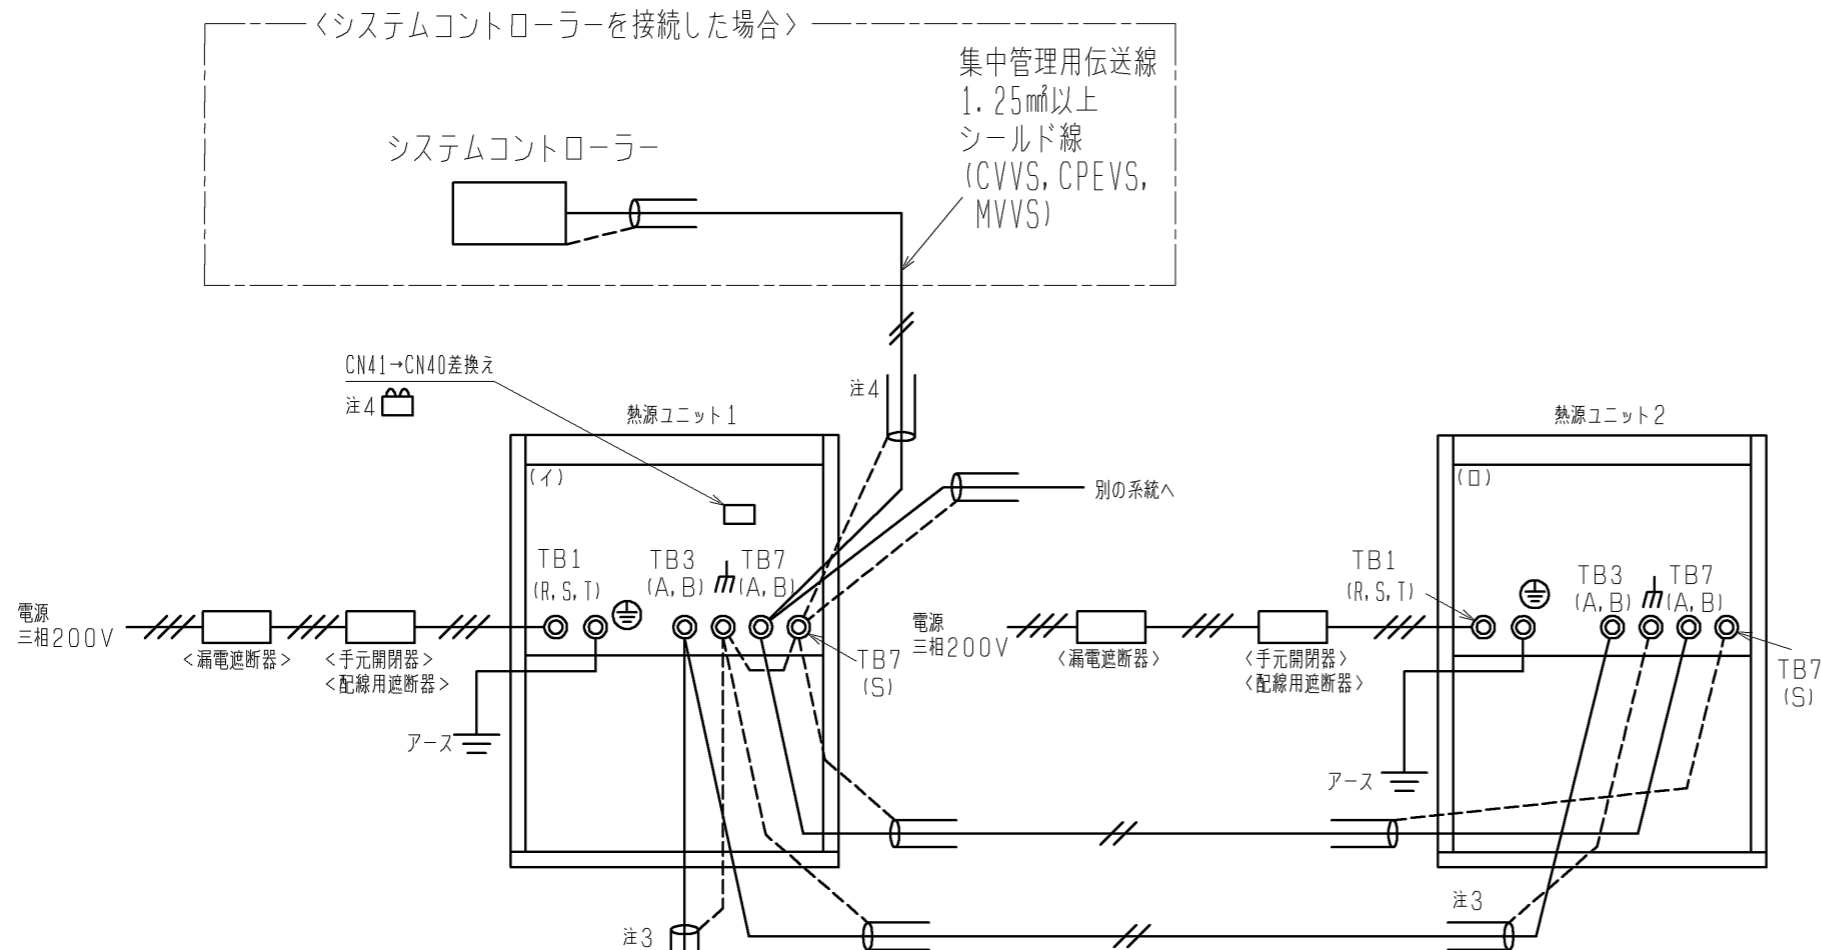 〈システムコントローラーを接続した場合〉
集中管理用伝送線
1.25㎟以上
シールド線
(CVVS, CPEVS,
MVVS)
システムコントローラー
CN41→CN40差換え
注4
注4
熱源ユニット1
熱源ユニット2
(イ)
(ロ)
別の系統へ
TB1
(R, S, T)
TB3
(A, B)
TB7
(A, B)
TB1
(R, S, T)
TB3
(A, B)
TB7
(A, B)
電源
三相200V
<漏電遮断器>
<手元開閉器>
<配線用遮断器>
TB7
(S)
電源
三相200V
<漏電遮断器>
<手元開閉器>
<配線用遮断器>
TB7
(S)
アース
アース
注3
注3